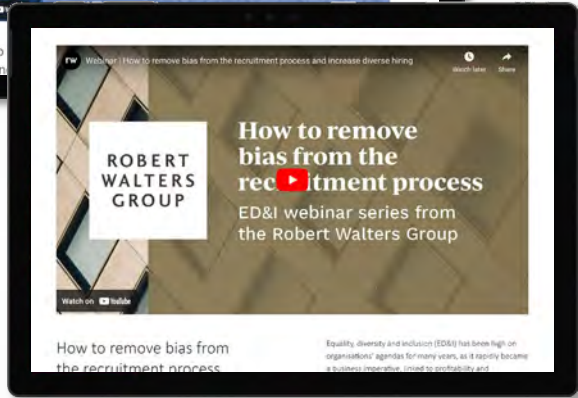 rw Webinar | How to remove bias from the recruitment process and increase diverse hiring
Watch later
Share
ROBERT
WALTERS
GROUP
How to remove
bias from the
recruitment process
ED&I webinar series from
the Robert Walters Group
Watch on YouTube
How to remove bias from
the recruitment process
Equality, diversity and inclusion (ED&I) has been high on
organisations' agendas for many years, as it rapidly became
a business imperative, linked to profitability and